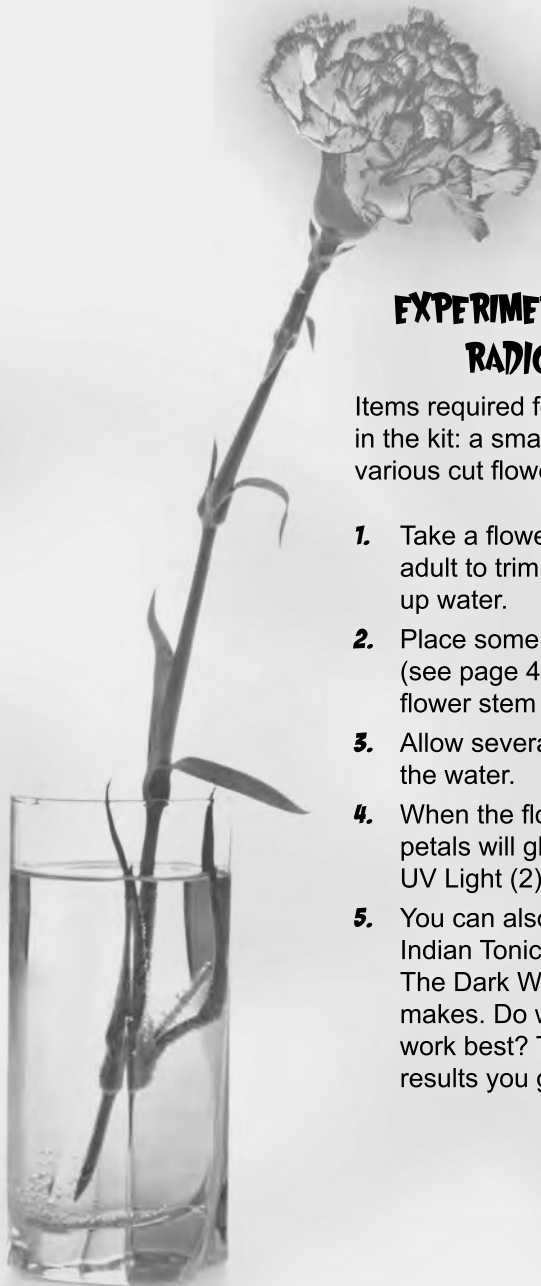 EXPERIME
RADIO
Items required fo
in the kit: a sma
various cut flowe
1. Take a flowe
adult to trim
up water.
2. Place some
(see page 4
flower stem
3. Allow severa
the water.
4. When the flo
petals will gl
UV Light (2)
5. You can also
Indian Tonic
The Dark W
makes. Do w
work best? T
results you g